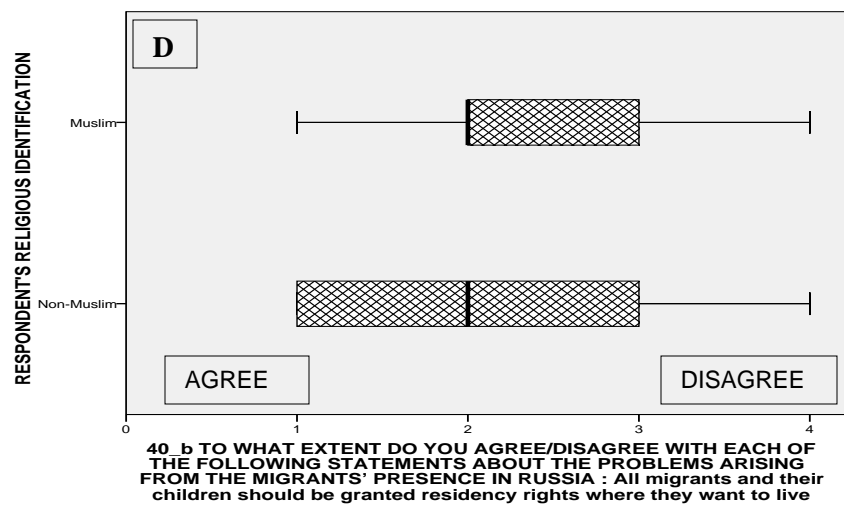 D
RESPONDENT'S RELIGIOUS IDENTIFICATION
Muslim
Non-Muslim
AGREE
DISAGREE
0 1 2 3 4
40_b TO WHAT EXTENT DO YOU AGREE/DISAGREE WITH EACH OF
THE FOLLOWING STATEMENTS ABOUT THE PROBLEMS ARISING
FROM THE MIGRANTS' PRESENCE IN RUSSIA : All migrants and their
children should be granted residency rights where they want to live